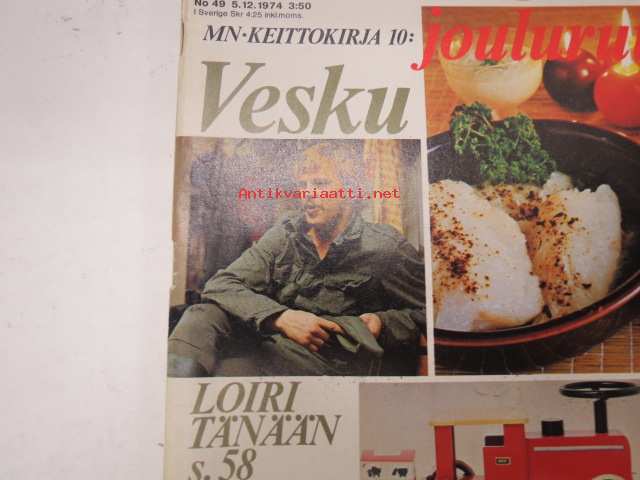 No 49 5.12.1974 3:50
I Sverige Skr 4:25 inkl.moms.
MN-KEITTOKIRJA 10:
Vesku
Antikvariaatti.net
LOIRI
TÄNÄÄN
s. 58